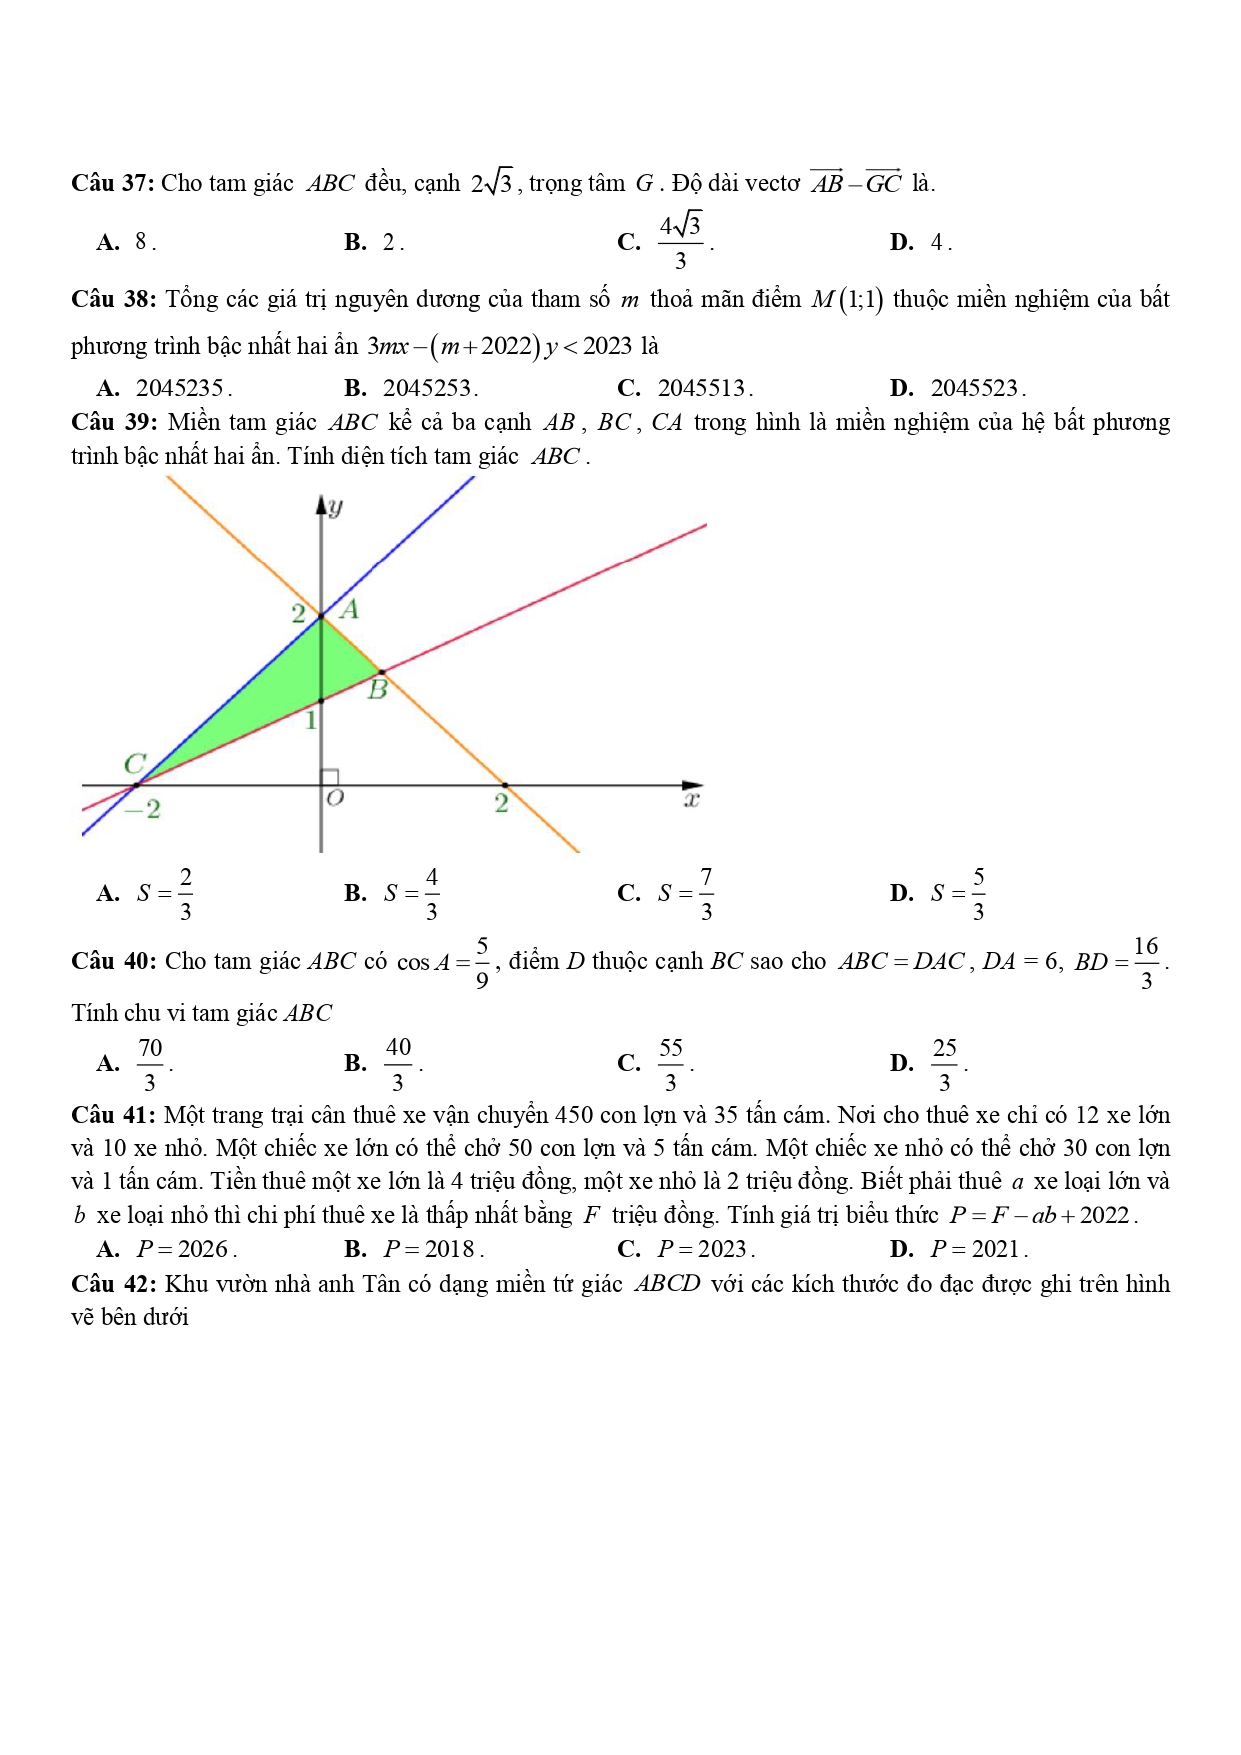 Câu 37: Cho tam giác ABC đều, cạnh 2√3, trọng tâm G. Độ dài vectơ \overrightarrow{AB} − \overrightarrow{GC} là.
A. 8. B. 2. C. \frac{4√3}{3}. D. 4.
Câu 38: Tổng các giá trị nguyên dương của tham số m thoả mãn điểm M(1;1) thuộc miền nghiệm của bất
phương trình bậc nhất hai ẩn 3mx−(m+2022)y<2023 là
A. 2045235. B. 2045253. C. 2045513. D. 2045523.
Câu 39: Miền tam giác ABC kể cả ba cạnh AB, BC, CA trong hình là miền nghiệm của hệ bất phương
trình bậc nhất hai ẩn. Tính diện tích tam giác ABC.
y
2 A
B
1
C
−2 O 2 x
A. S = \frac{2}{3} B. S = \frac{4}{3} C. S = \frac{7}{3} D. S = \frac{5}{3}
Câu 40: Cho tam giác ABC có cos A = \frac{5}{9}, điểm D thuộc cạnh BC sao cho ABC = DAC, DA = 6, BD = \frac{16}{3}.
Tính chu vi tam giác ABC
A. \frac{70}{3}. B. \frac{40}{3}. C. \frac{55}{3}. D. \frac{25}{3}.
Câu 41: Một trang trại cân thuê xe vận chuyển 450 con lợn và 35 tấn cám. Nơi cho thuê xe chỉ có 12 xe lớn
và 10 xe nhỏ. Một chiếc xe lớn có thể chở 50 con lợn và 5 tấn cám. Một chiếc xe nhỏ có thể chở 30 con lợn
và 1 tấn cám. Tiền thuê một xe lớn là 4 triệu đồng, một xe nhỏ là 2 triệu đồng. Biết phải thuê a xe loại lớn và
b xe loại nhỏ thì chi phí thuê xe là thấp nhất bằng F triệu đồng. Tính giá trị biểu thức P = F − ab + 2022.
A. P = 2026. B. P = 2018. C. P = 2023. D. P = 2021.
Câu 42: Khu vườn nhà anh Tân có dạng miền tứ giác ABCD với các kích thước đo đạc được ghi trên hình
vẽ bên dưới